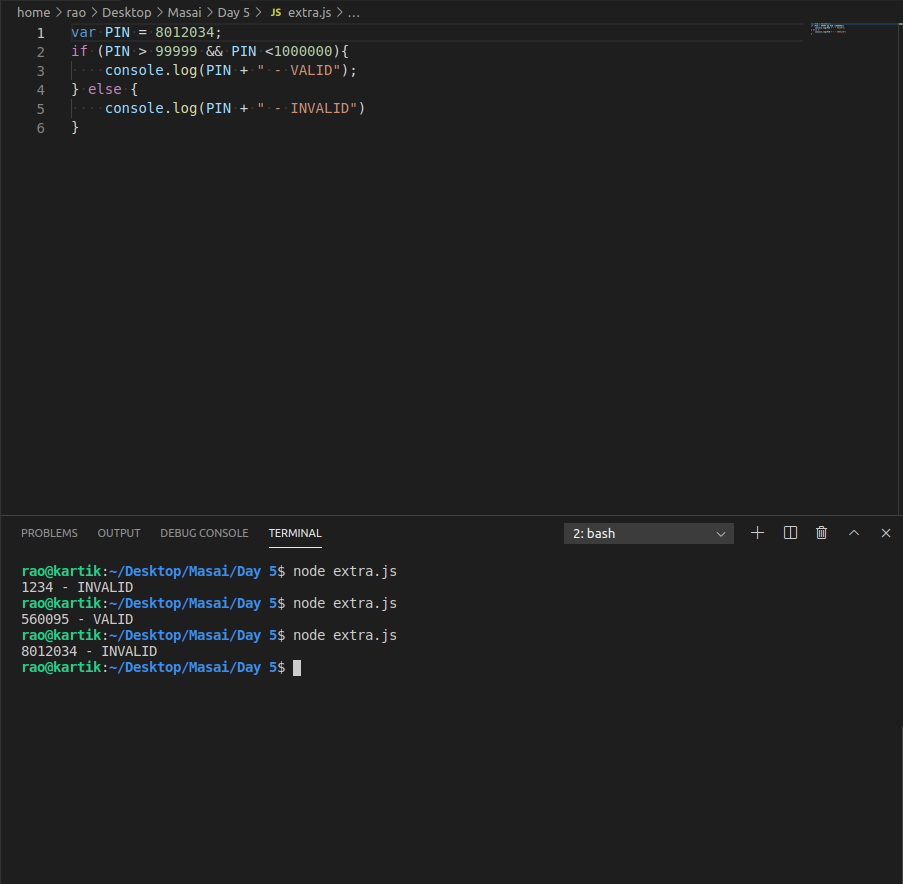 home > rao > Desktop > Masai > Day 5 > JS extra.js > ...
1 var PIN = 8012034;
2 if (PIN > 99999 && PIN <1000000){
3     console.log(PIN + " - VALID");
4 } else {
5     console.log(PIN + " - INVALID")
6 }
PROBLEMS OUTPUT DEBUG CONSOLE TERMINAL 2: bash
rao@kartik:~/Desktop/Masai/Day 5$ node extra.js
1234 - INVALID
rao@kartik:~/Desktop/Masai/Day 5$ node extra.js
560095 - VALID
rao@kartik:~/Desktop/Masai/Day 5$ node extra.js
8012034 - INVALID
rao@kartik:~/Desktop/Masai/Day 5$